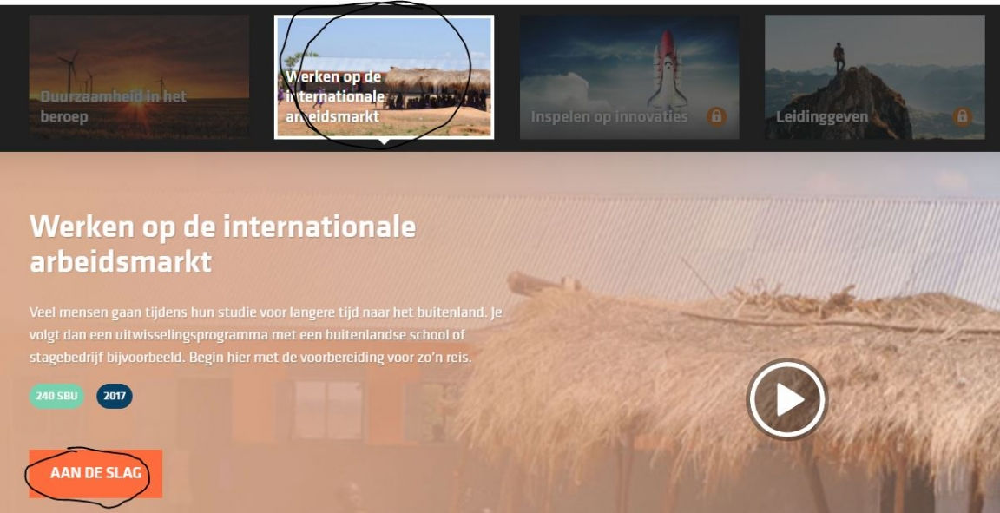 Duurzaamheid in het
beroep
Werken op de
internationale
arbeidsmarkt
Inspelen op innovaties
Leidinggeven
Werken op de internationale
arbeidsmarkt
Veel mensen gaan tijdens hun studie voor langere tijd naar het buitenland. Je
volgt dan een uitwisselingsprogramma met een buitenlandse school of
stagebedrijf bijvoorbeeld. Begin hier met de voorbereiding voor zo'n reis.
240 SBU 2017
AAN DE SLAG